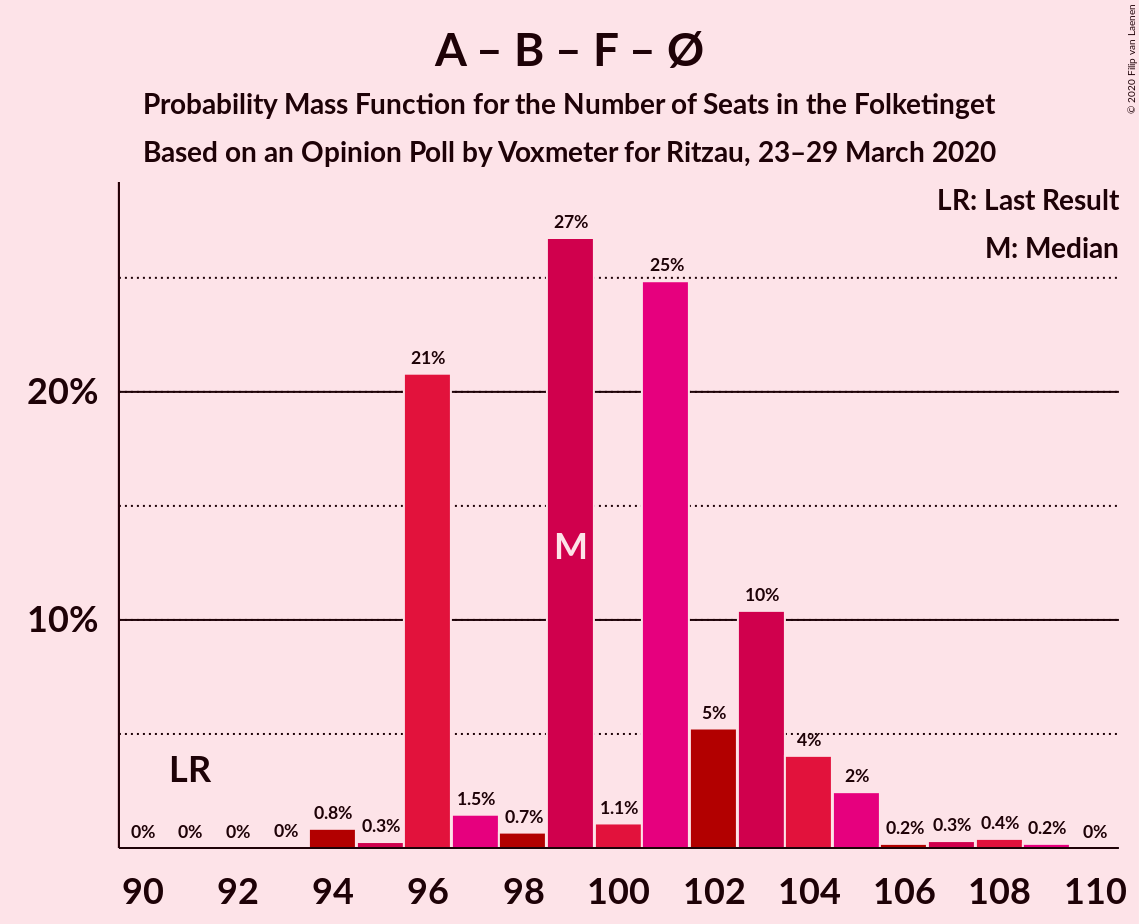 A – B – F – Ø
Probability Mass Function for the Number of Seats in the Folketinget
Based on an Opinion Poll by Voxmeter for Ritzau, 23–29 March 2020
© 2020 Filip van Laenen
LR: Last Result
M: Median
20%
10%
0% 0% 0% 0% 0.8% 0.3% 21% 1.5% 0.7% 27% 1.1% 25% 5% 10% 4% 2% 0.2% 0.3% 0.4% 0.2% 0%
LR
M
90 92 94 96 98 100 102 104 106 108 110